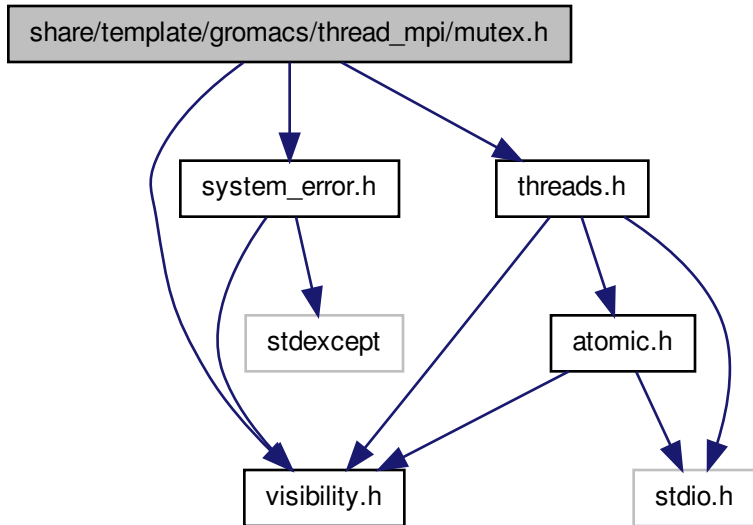 share/template/gromacs/thread_mpi/mutex.h
system_error.h
threads.h
stdexcept
atomic.h
visibility.h
stdio.h